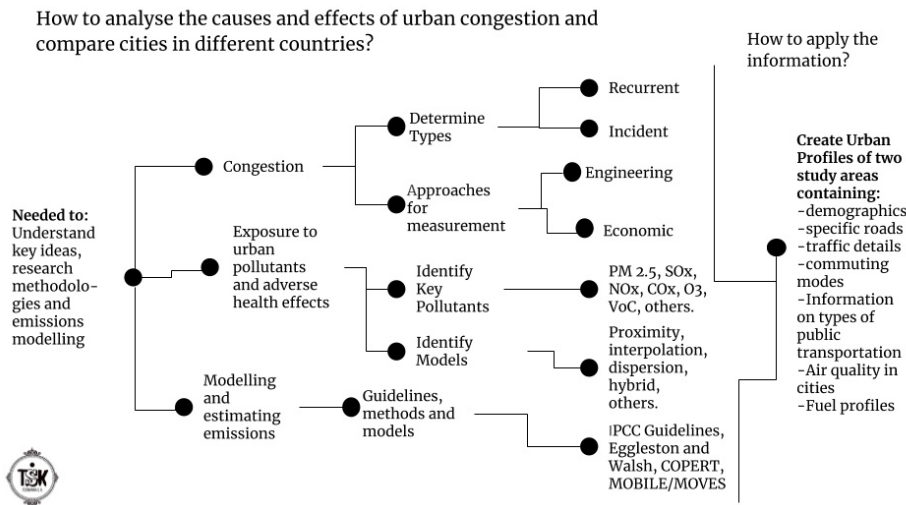 How to analyse the causes and effects of urban congestion and
compare cities in different countries?
How to apply the
information?
Needed to:
Understand
key ideas,
research
methodolo-
gies and
emissions
modelling
Congestion
Determine
Types
Recurrent
Incident
Approaches
for
measurement
Engineering
Economic
Exposure to
urban
pollutants
and adverse
health effects
Identify
Key
Pollutants
PM 2.5, SOx,
NOx, COx, O3,
VoC, others.
Identify
Models
Proximity,
interpolation,
dispersion,
hybrid,
others.
Modelling
and
estimating
emissions
Guidelines,
methods and
models
IPCC Guidelines,
Eggleston and
Walsh, COPERT,
MOBILE/MOVES
Create Urban
Profiles of two
study areas
containing:
-demographics
-specific roads
-traffic details
-commuting
modes
-Information
on types of
public
transportation
-Air quality in
cities
-Fuel profiles
TSK